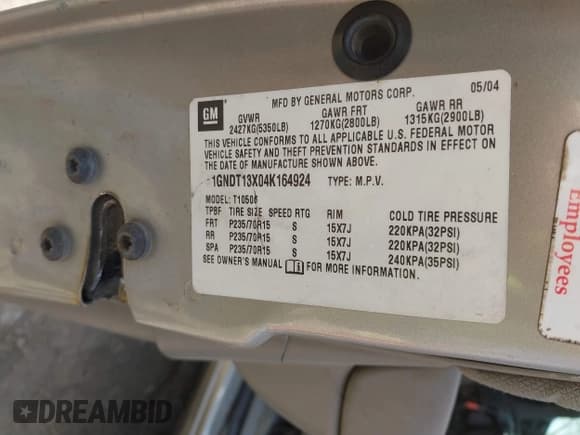 MFD BY GENERAL MOTORS CORP. 05/04
GM
GVWR GAWR FRT GAWR RR
2427KG(5350LB) 1270KG(2800LB) 1315KG(2900LB)
THIS VEHICLE CONFORMS TO ALL APPLICABLE U.S. FEDERAL MOTOR
VEHICLE SAFETY AND THEFT PREVENTION STANDARDS IN EFFECT ON
THE DATE OF MANUFACTURE SHOWN ABOVE.
1GNDT13X04K164924 TYPE: M.P.V.
MODEL: T10506
TPBF TIRE SIZE SPEED RTG RIM COLD TIRE PRESSURE
FRT P235/70R15 S 15X7J 220KPA(32PSI)
RR P235/70R15 S 15X7J 220KPA(32PSI)
SPA P235/70R15 S 15X7J 240KPA(35PSI)
SEE OWNER'S MANUAL i FOR MORE INFORMATION.
Employees
DREAMBID